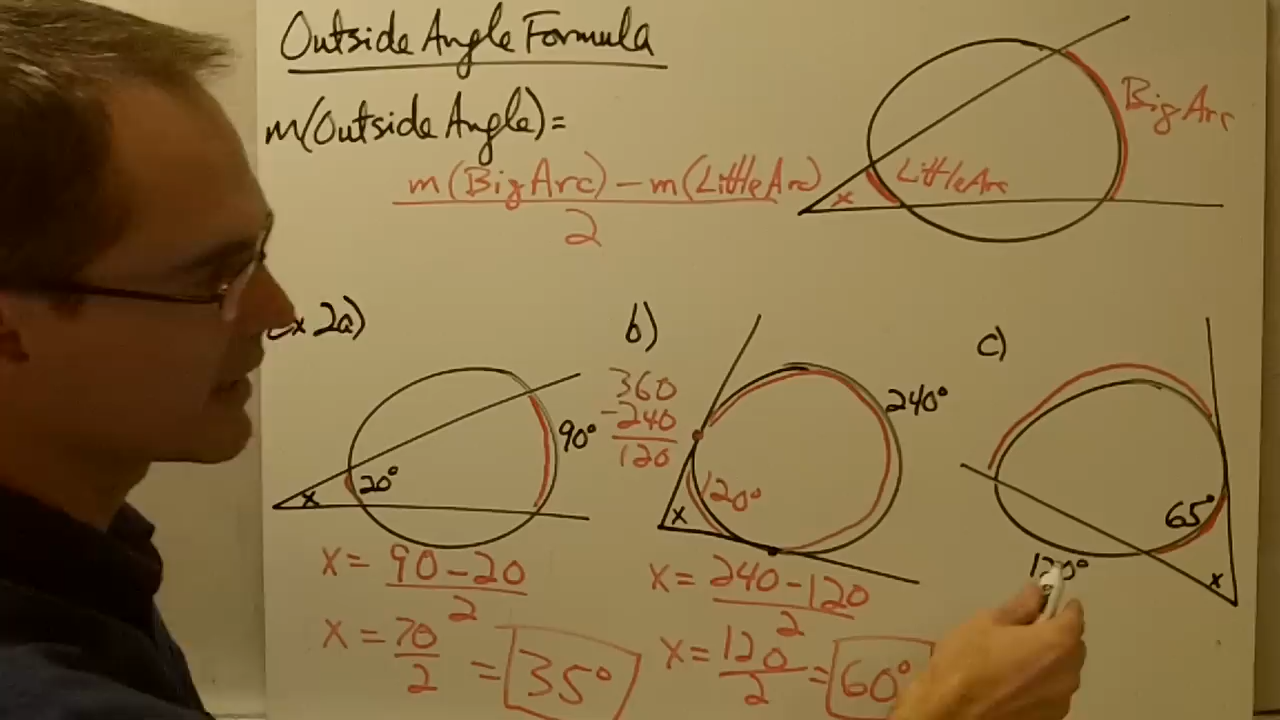 Outside Angle Formula
m(Outside Angle)=
m(Big Arc) - m(Little Arc)
2
Big Arc
Little Arc
x
2a)
90°
20°
x
x = 90 - 20
2
x = 70
2
= 35°
b)
360
-240
120
240°
120°
x
x = 240 - 120
2
x = 120
2
= 60°
c)
65°
120°
x